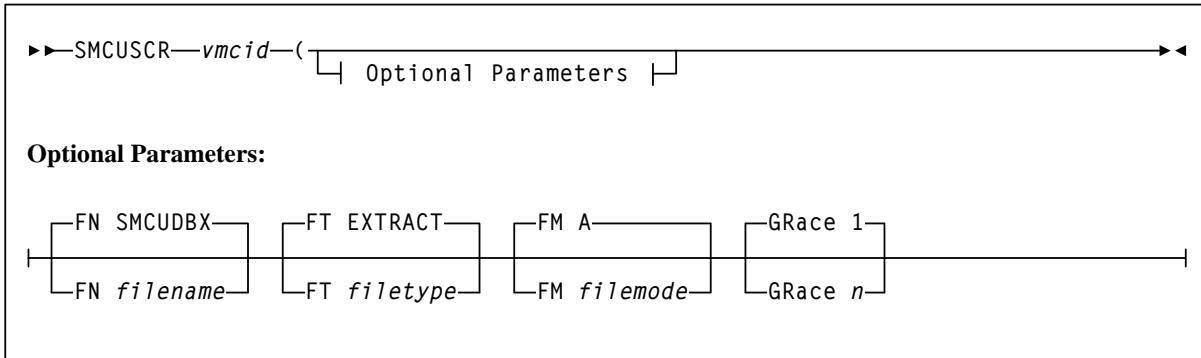 SMCUSCR vmcid (
Optional Parameters
Optional Parameters:
FN SMCUDBX FT EXTRACT FM A GRace 1
FN filename FT filetype FM filemode GRace n